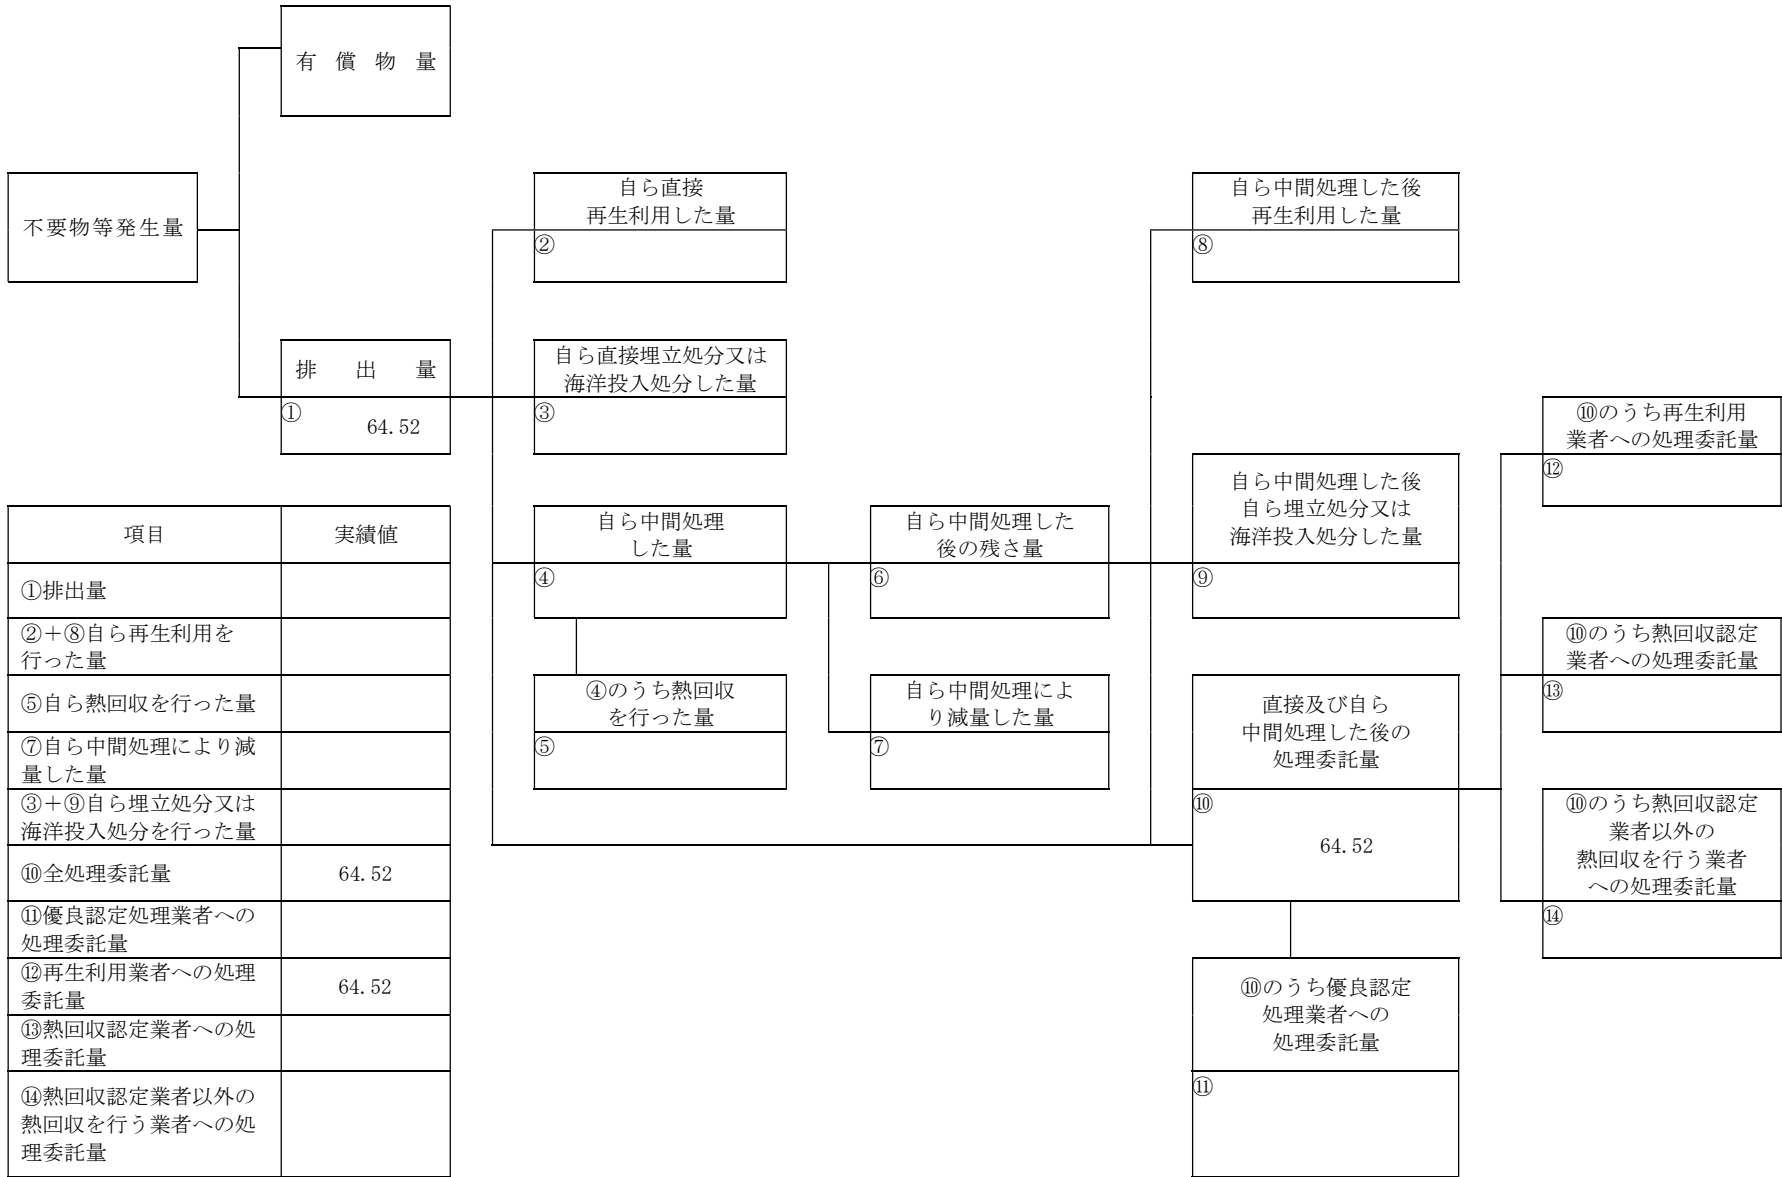 有償物量
不要物等発生量
自ら直接
再生利用した量
②
自ら中間処理した後
再生利用した量
⑧
排出量
①
64.52
自ら直接埋立処分又は
海洋投入処分した量
③
⑩のうち再生利用
業者への処理委託量
⑫
自ら中間処理した後
自ら埋立処分又は
海洋投入処分した量
⑨
自ら中間処理
した量
④
自ら中間処理した
後の残さ量
⑥
⑩のうち熱回収認定
業者への処理委託量
⑬
④のうち熱回収
を行った量
⑤
自ら中間処理によ
り減量した量
⑦
直接及び自ら
中間処理した後の
処理委託量
⑩
64.52
⑩のうち熱回収認定
業者以外の
熱回収を行う業者
への処理委託量
⑭
⑩のうち優良認定
処理業者への
処理委託量
⑪
項目 実績値
①排出量
②＋⑧自ら再生利用を
行った量
⑤自ら熱回収を行った量
⑦自ら中間処理により減
量した量
③＋⑨自ら埋立処分又は
海洋投入処分を行った量
⑩全処理委託量 64.52
⑪優良認定処理業者への
処理委託量
⑫再生利用業者への処理
委託量 64.52
⑬熱回収認定業者への処
理委託量
⑭熱回収認定業者以外の
熱回収を行う業者への処
理委託量